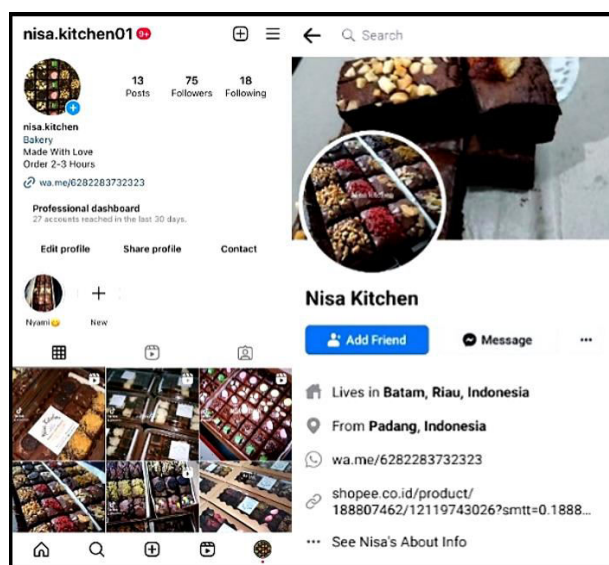 nisa.kitchen01 9+
13 75 18
Posts Followers Following
nisa.kitchen
Bakery
Made With Love
Order 2-3 Hours
wa.me/6282283732323
Professional dashboard
27 accounts reached in the last 30 days.
Edit profile Share profile Contact
Nyami
New
Search
Nisa Kitchen
Nisa Kitchen
Add Friend
Message
Lives in Batam, Riau, Indonesia
From Padang, Indonesia
wa.me/6282283732323
shopee.co.id/product/
188807462/12119743026?smtt=0.1888...
See Nisa's About Info